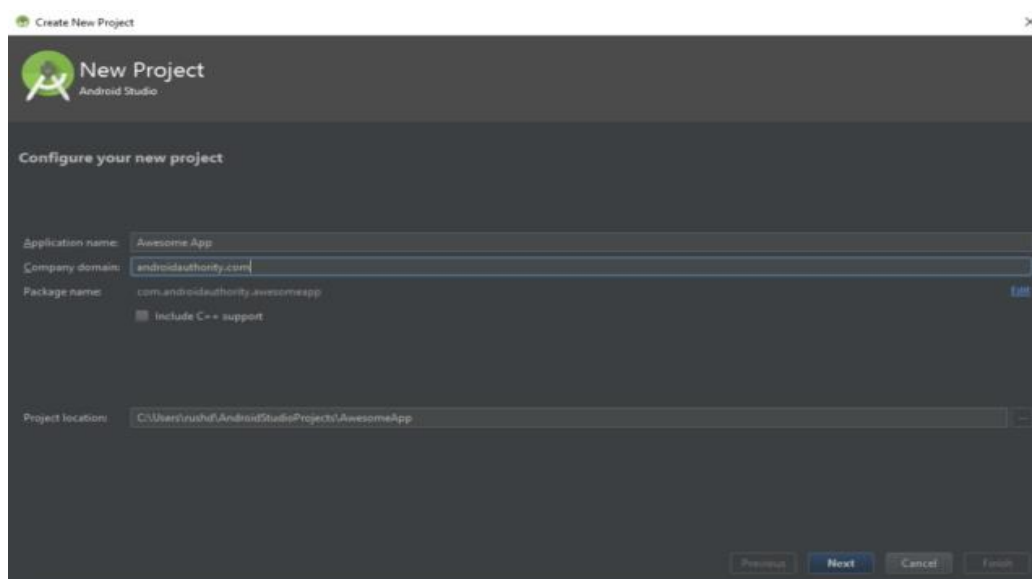 Create New Project
New Project
Android Studio
Configure your new project
Application name: Awesome App
Company domain: androidauthority.com
Package name: com.androidauthority.awesomeapp Edit
Include C++ support
Project location: C:\Users\rushd\AndroidStudioProjects\AwesomeApp ...
Previous Next Cancel Finish